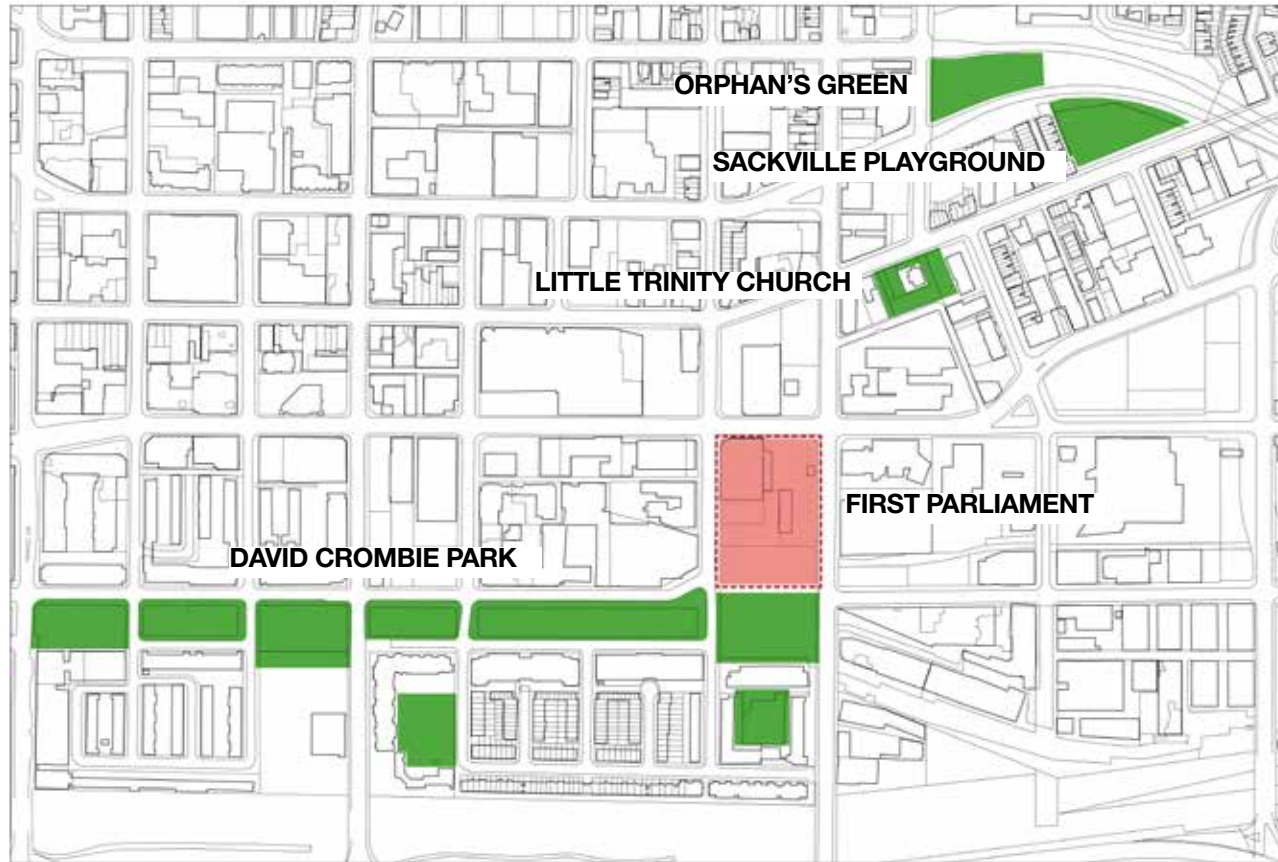 ORPHAN'S GREEN
SACKVILLE PLAYGROUND
LITTLE TRINITY CHURCH
FIRST PARLIAMENT
DAVID CROMBIE PARK